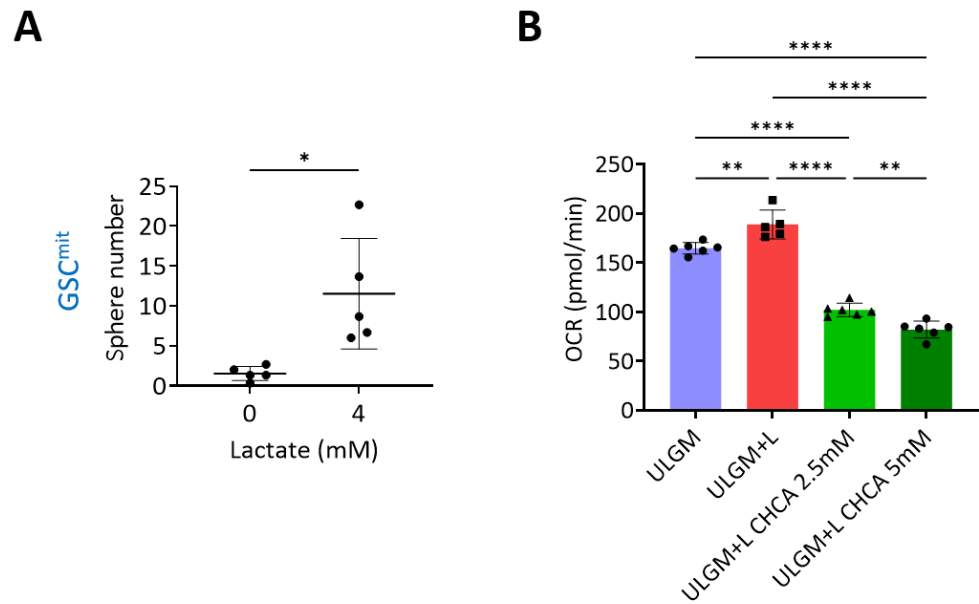 A
GSCmit
Sphere number
25
20
15
10
5
0
*
0 4
Lactate (mM)
B
OCR (pmol/min)
250
200
150
100
50
0
****
****
****
** **** **
ULGM
ULGM+L
ULGM+L CHCA 2.5mM
ULGM+L CHCA 5mM